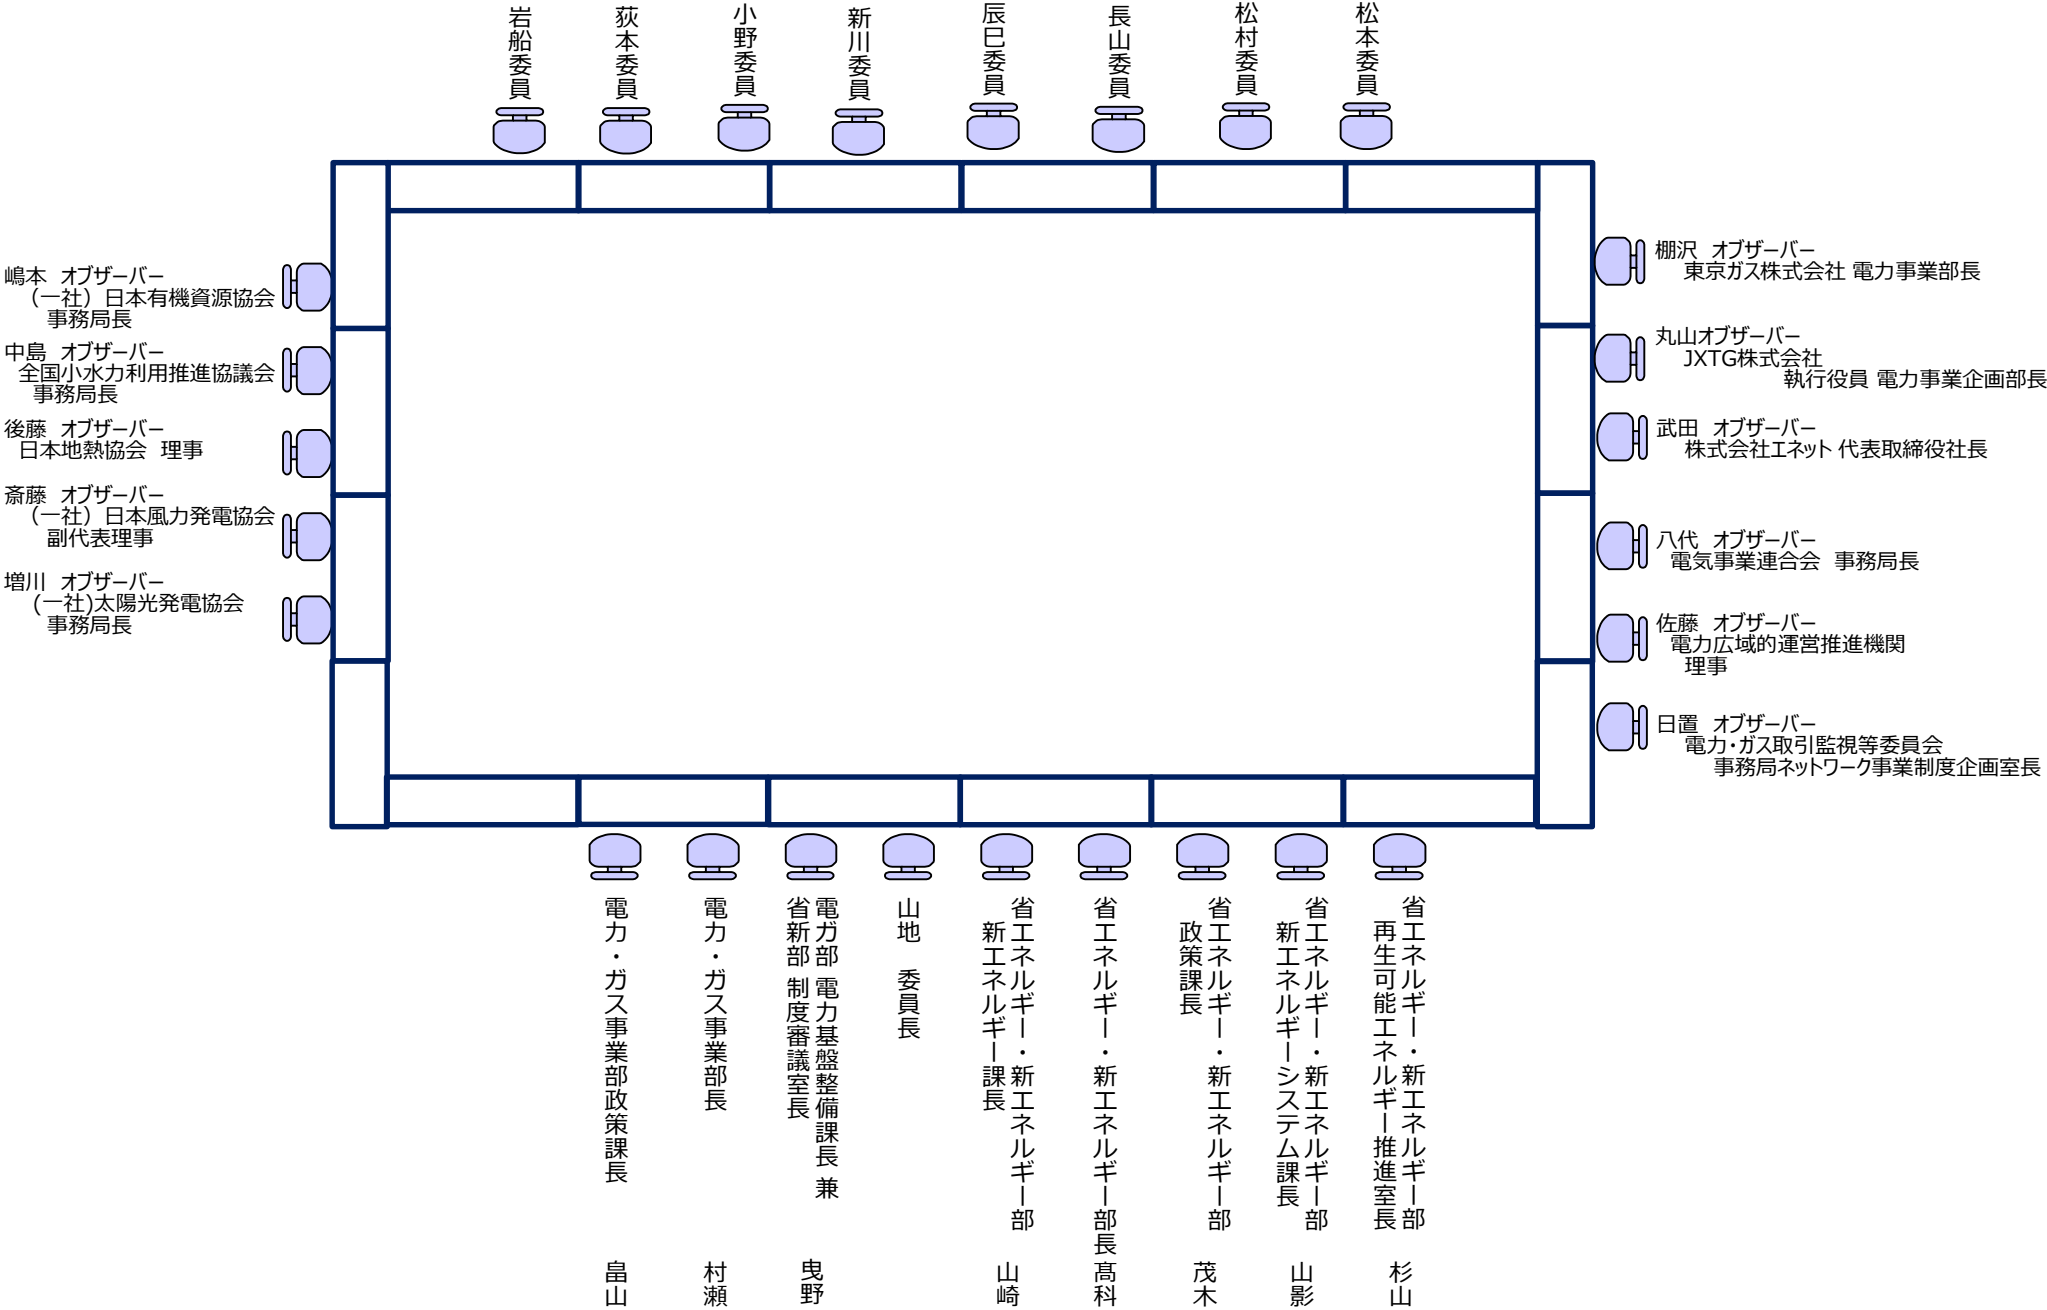 岩船委員
荻本委員
小野委員
新川委員
辰巳委員
長山委員
松村委員
松本委員
嶋本　オブザーバー
（一社）日本有機資源協会
事務局長
中島　オブザーバー
全国小水力利用推進協議会
事務局長
後藤　オブザーバー
日本地熱協会　理事
斎藤　オブザーバー
（一社）日本風力発電協会
副代表理事
増川　オブザーバー
(一社)太陽光発電協会
事務局長
棚沢　オブザーバー
東京ガス株式会社 電力事業部長
丸山オブザーバー
JXTG株式会社
執行役員 電力事業企画部長
武田　オブザーバー
株式会社エネット 代表取締役社長
八代　オブザーバー
電気事業連合会　事務局長
佐藤　オブザーバー
電力広域的運営推進機関
理事
日置　オブザーバー
電力・ガス取引監視等委員会
事務局ネットワーク事業制度企画室長
電力・ガス事業部政策課長
畠山
電力・ガス事業部長
村瀬
電ガ部 電力基盤整備課長 兼
省新部 制度審議室長
曳野
山地　委員長
省エネルギー・新エネルギー部
新エネルギー課長
山崎
省エネルギー・新エネルギー部長
髙科
省エネルギー・新エネルギー部
政策課長
茂木
省エネルギー・新エネルギー部
新エネルギーシステム課長
山影
省エネルギー・新エネルギー部
再生可能エネルギー推進室長
杉山